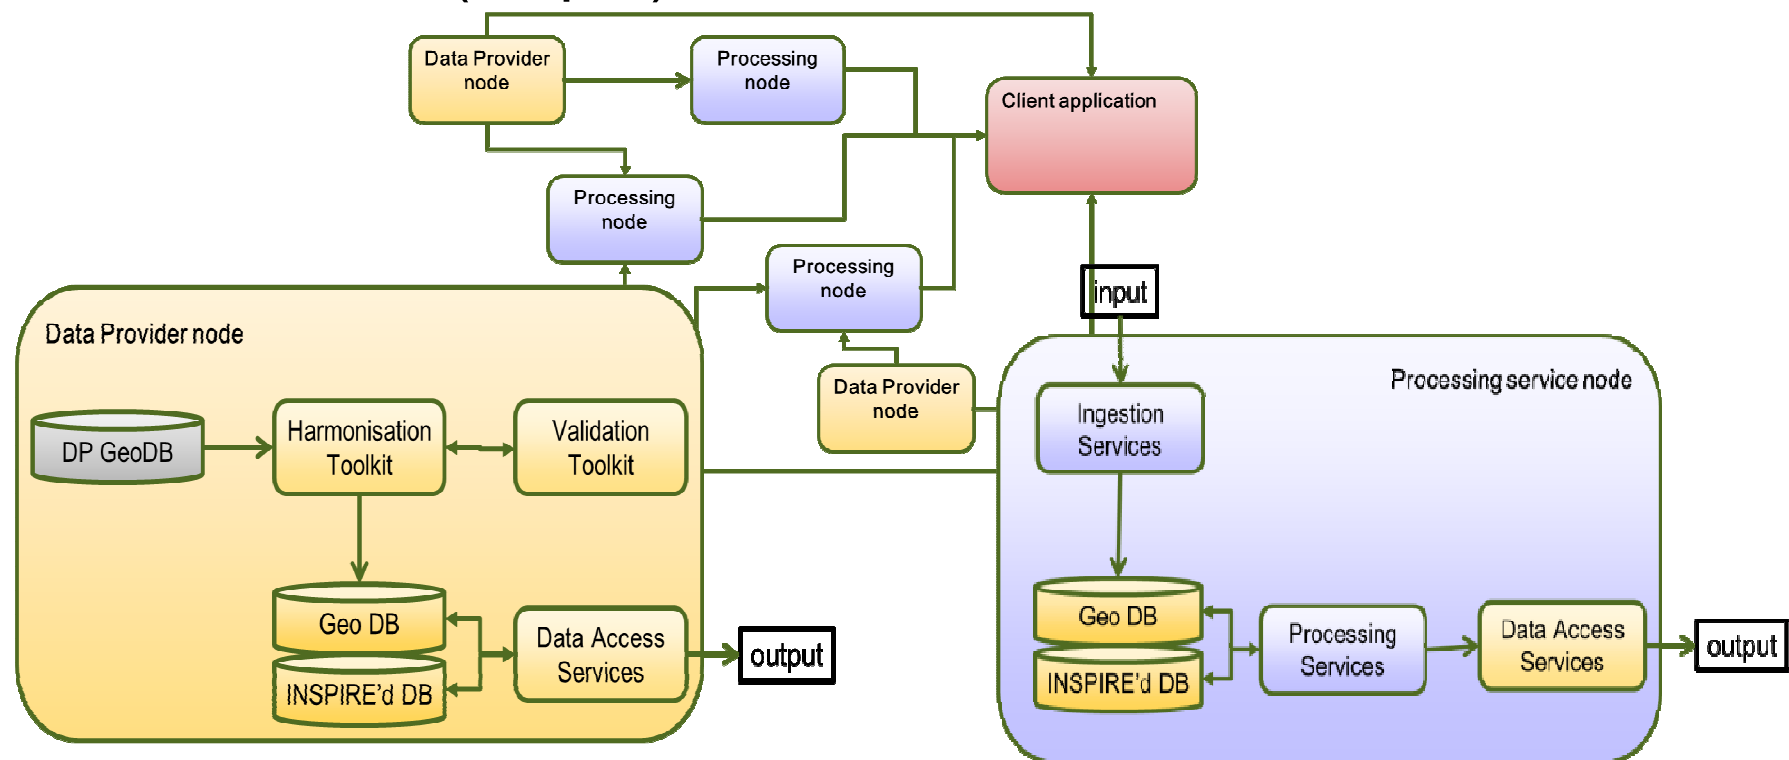 Data Provider
node
Processing
node
Client application
Processing
node
Processing
node
input
Data Provider node
Processing service node
Data Provider
node
Ingestion
Services
DP GeoDB
Harmonisation
Toolkit
Validation
Toolkit
Geo DB
INSPIRE'd DB
Data Access
Services
output
Geo DB
INSPIRE'd DB
Processing
Services
Data Access
Services
output